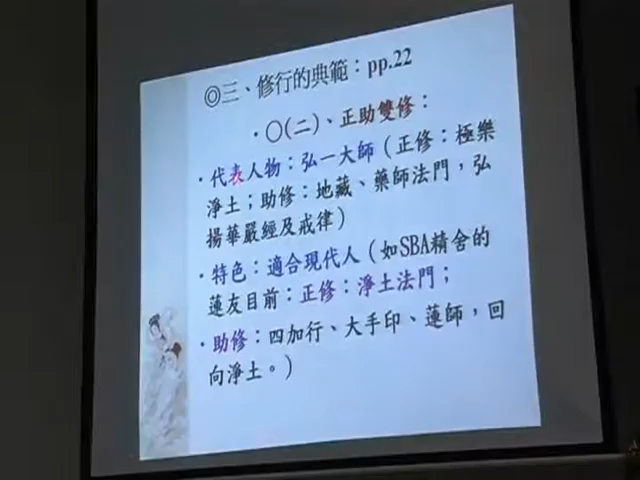 ◎三、修行的典範：pp.22
・○(二)、正助雙修：
・代表人物：弘一大師（正修：極樂
淨土；助修：地藏、藥師法門，弘
揚華嚴經及戒律）
・特色：適合現代人（如SBA精舍的
蓮友目前：正修：淨土法門；
・助修：四加行、大手印、蓮師，回
向淨土。）